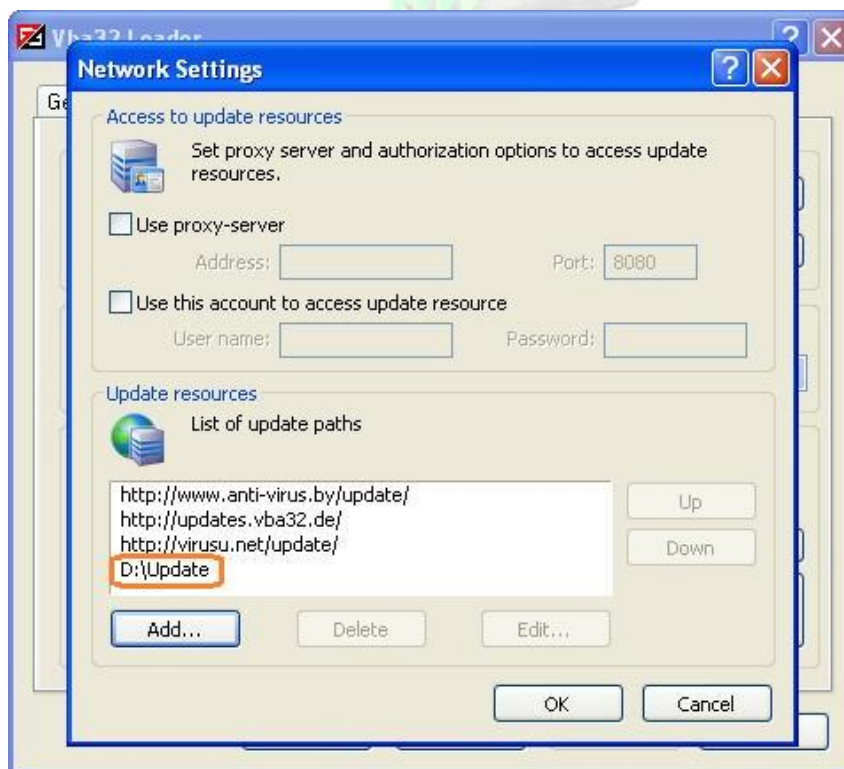 Vba32 Loader
Network Settings
Ge
Access to update resources
Set proxy server and authorization options to access update
resources.
Use proxy-server
Address:
Port: 8080
Use this account to access update resource
User name:
Password:
Update resources
List of update paths
http://www.anti-virus.by/update/
http://updates.vba32.de/
http://virusu.net/update/
D:\Update
Up
Down
Add...
Delete
Edit...
OK
Cancel